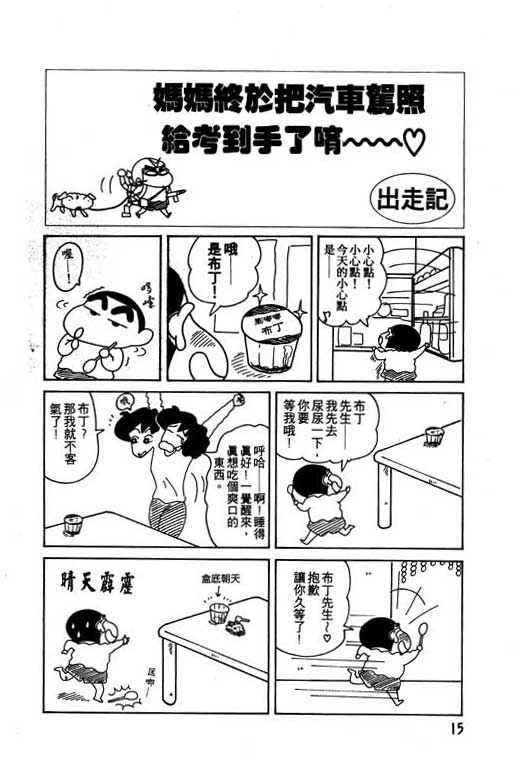 媽媽終於把汽車駕照
給考到手了唷～～～♡
出走記
小心點！
小心點！
今天的小心點
是——
哦——
是布丁！
布丁
喔——！
布丁
先生——
我先去
尿尿一下，
你要
等我哦！
呼哈——啊！睡得
真好！一覺醒來，
真想吃個爽口的
東西。
哦
布丁？
那我就不客
氣了！
布丁先生～♡
抱歉
讓你久等了！
盒底朝天
晴天霹靂
15